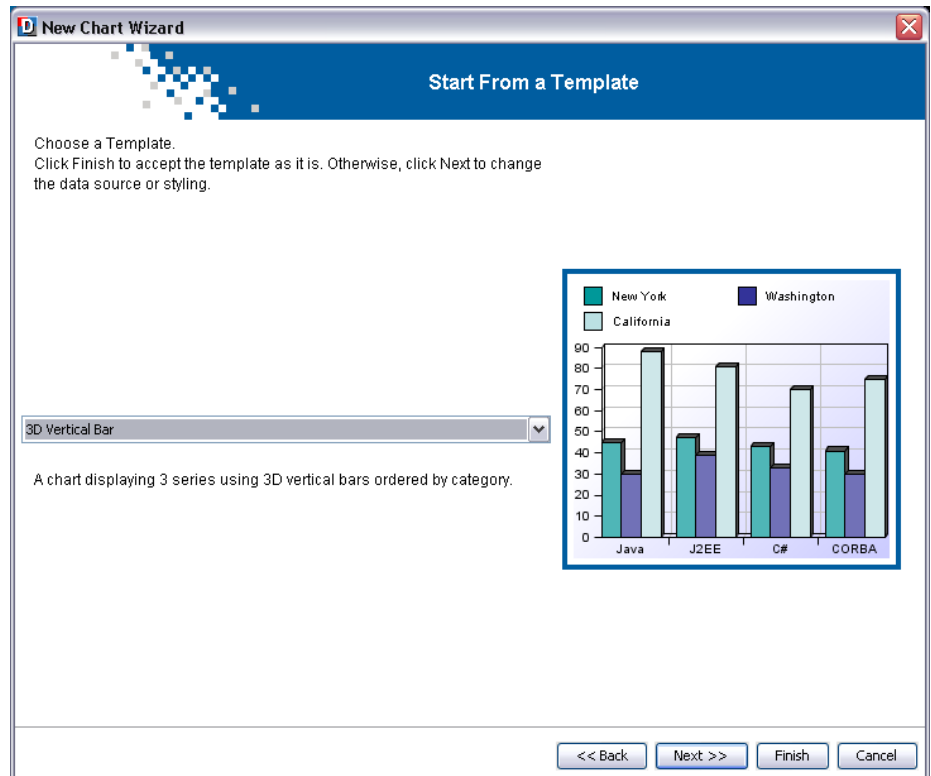 New Chart Wizard
Start From a Template
Choose a Template.
Click Finish to accept the template as it is. Otherwise, click Next to change
the data source or styling.
New York
Washington
California
90
80
70
60
50
40
30
20
10
0
Java
J2EE
C#
CORBA
3D Vertical Bar
A chart displaying 3 series using 3D vertical bars ordered by category.
<< Back
Next >>
Finish
Cancel